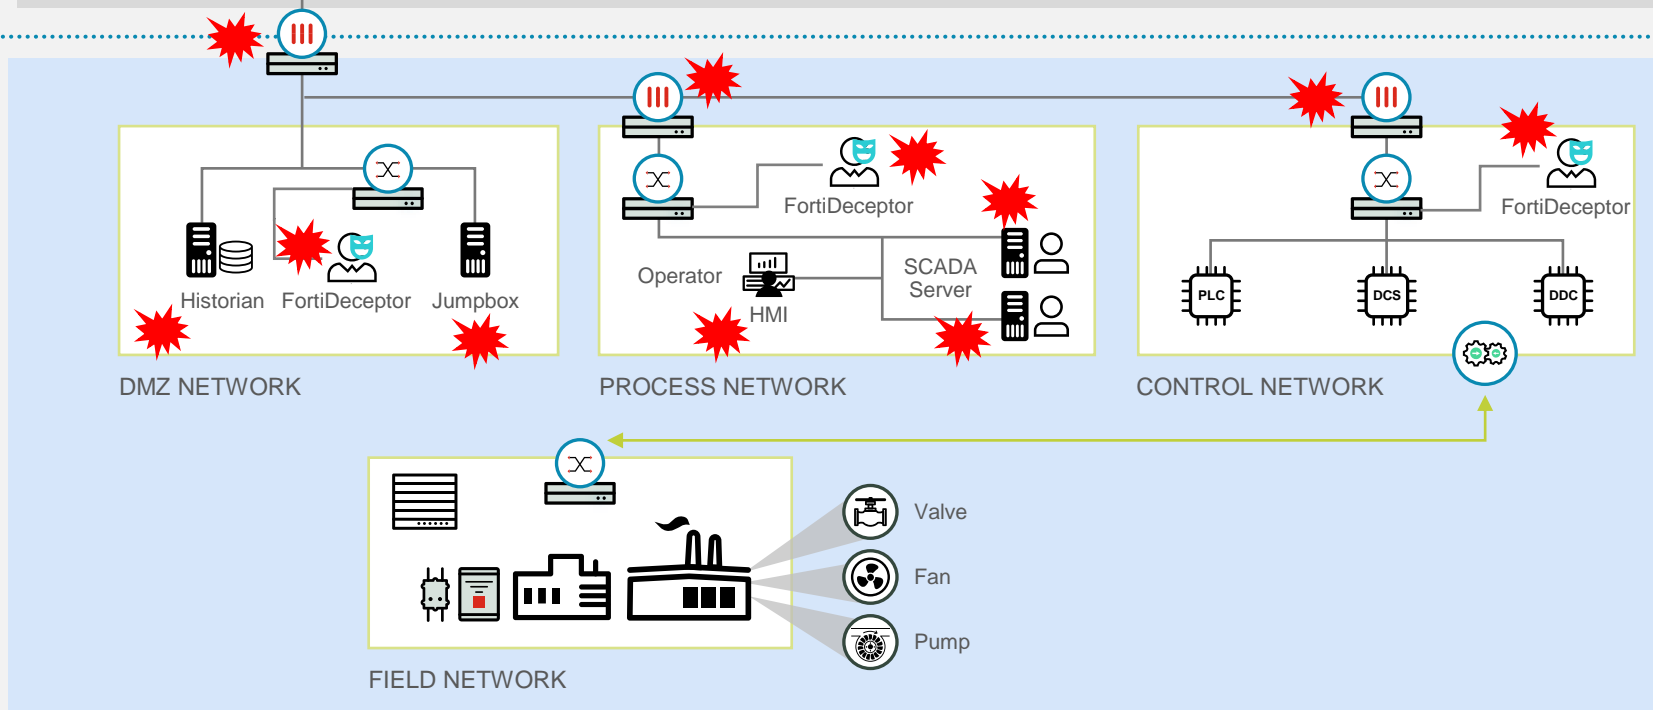 FortiDeceptor
FortiDeceptor
Operator
SCADA
Server
HMI
PLC
DCS
DDC
Historian
FortiDeceptor
Jumpbox
DMZ NETWORK
PROCESS NETWORK
CONTROL NETWORK
Valve
Fan
Pump
FIELD NETWORK